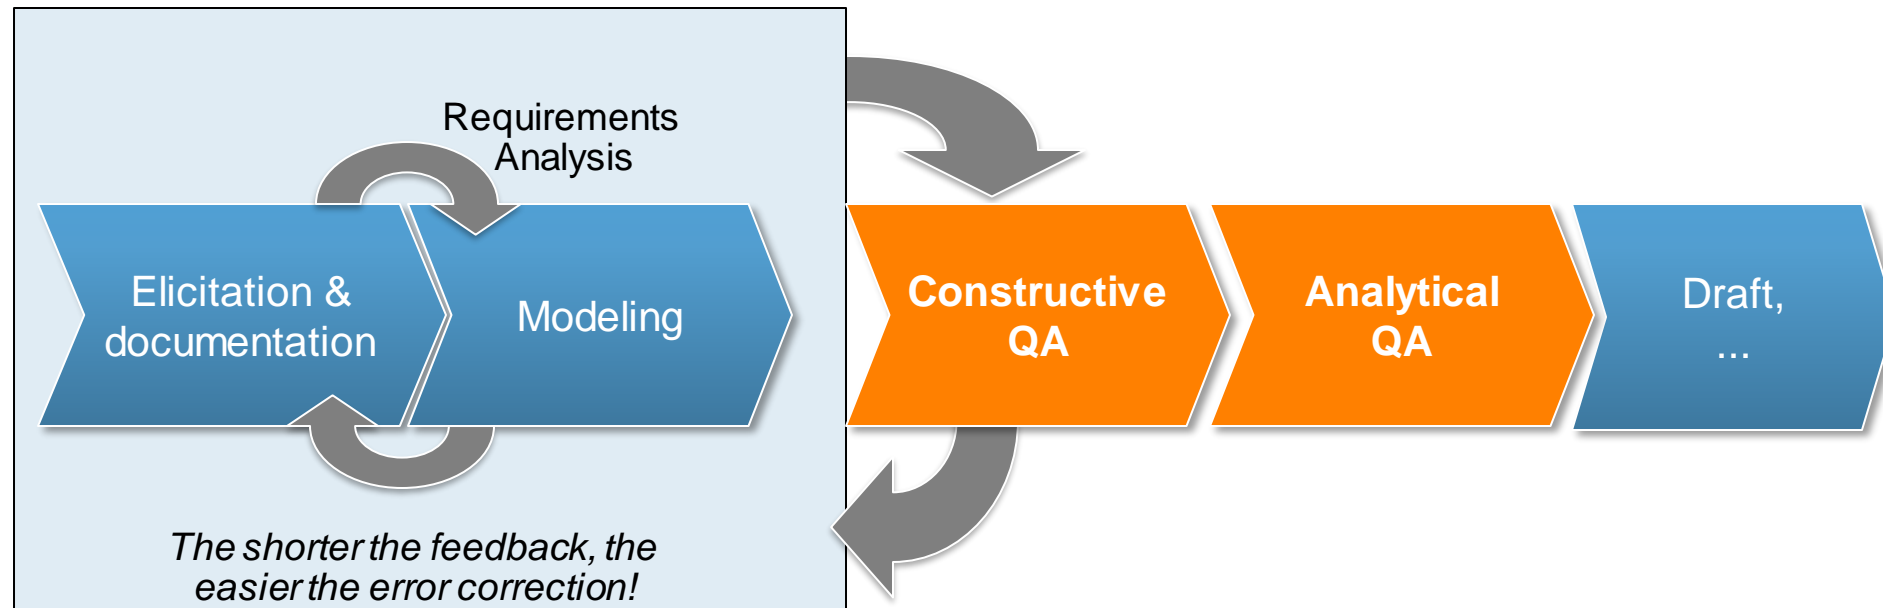 Requirements
Analysis
Elicitation &
documentation
Modeling
Constructive
QA
Analytical
QA
Draft,
...
The shorter the feedback, the
easier the error correction!